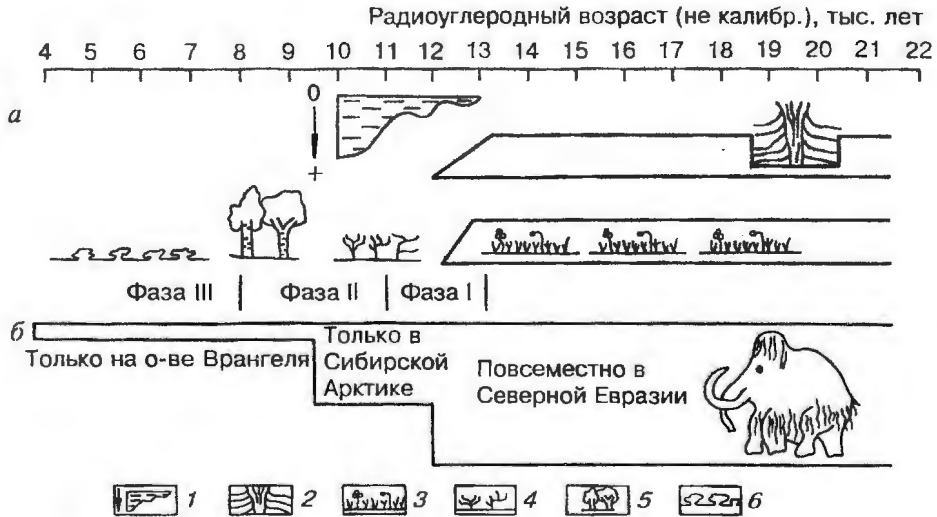 Радиоуглеродный возраст (не калибр.), тыс. лет
4 5 6 7 8 9 10 11 12 13 14 15 16 17 18 19 20 21 22
а
0
+
Фаза III Фаза II Фаза I
б
Только на о-ве Врангеля
Только в
Сибирской
Арктике
Повсеместно в
Северной Евразии
1 2 3 4 5 6